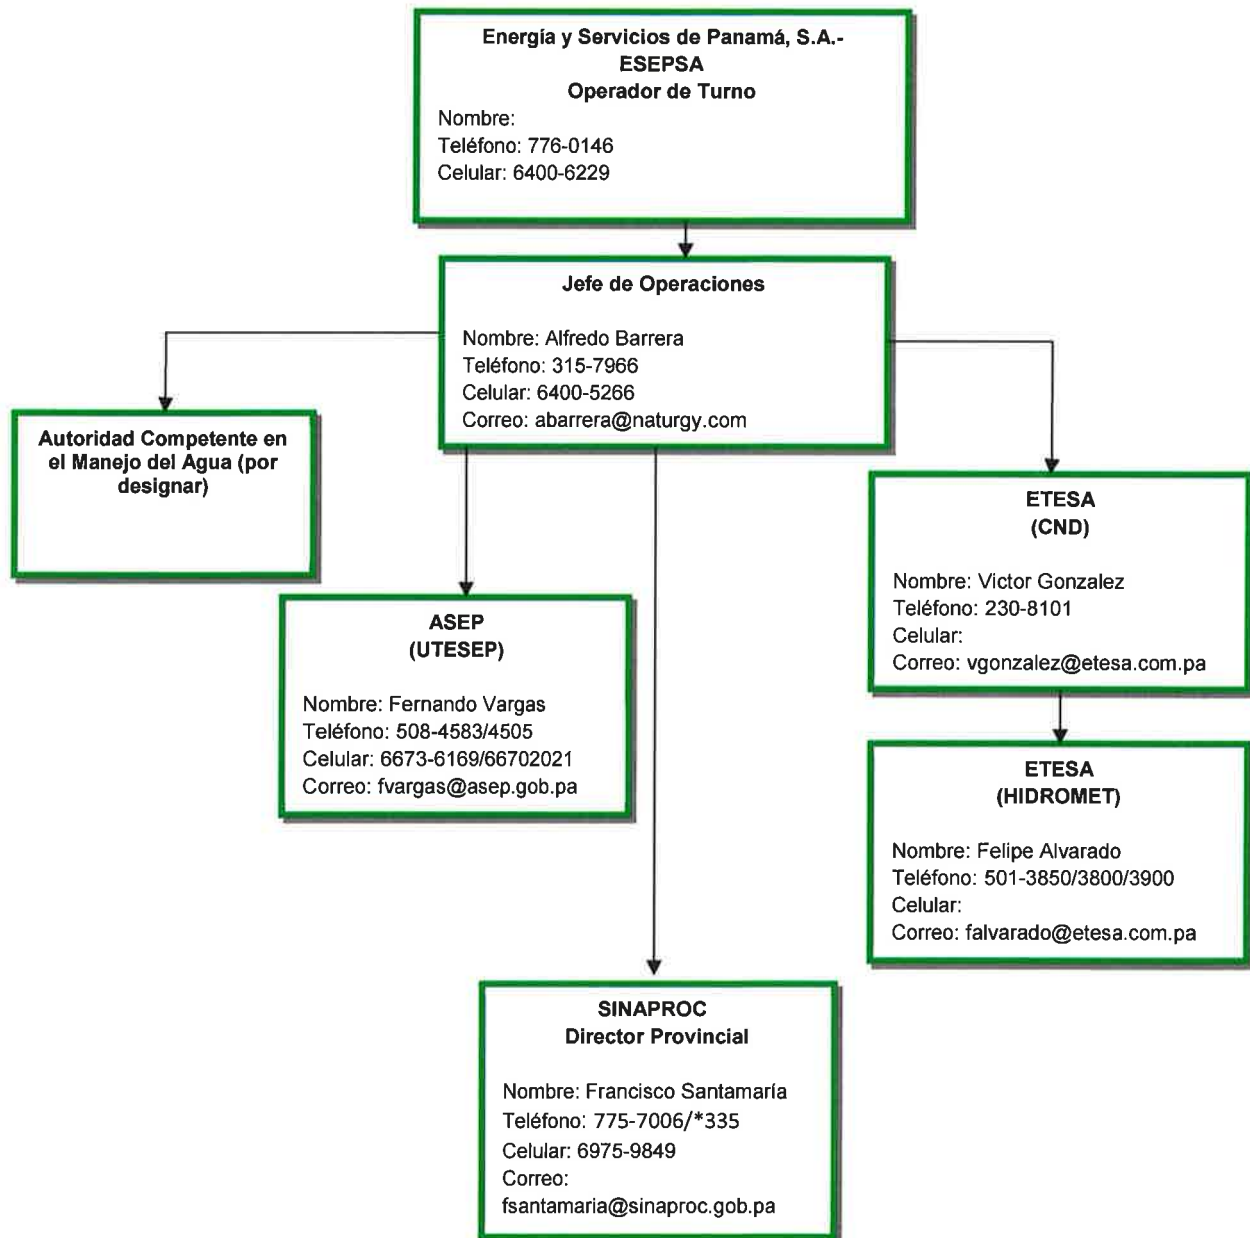 Energía y Servicios de Panamá, S.A.-
ESEPSA
Operador de Turno
Nombre:
Teléfono: 776-0146
Celular: 6400-6229
Jefe de Operaciones
Nombre: Alfredo Barrera
Teléfono: 315-7966
Celular: 6400-5266
Correo: abarrera@naturgy.com
Autoridad Competente en
el Manejo del Agua (por
designar)
ASEP
(UTESEP)
Nombre: Fernando Vargas
Teléfono: 508-4583/4505
Celular: 6673-6169/66702021
Correo: fvargas@asep.gob.pa
ETESA
(CND)
Nombre: Victor Gonzalez
Teléfono: 230-8101
Celular:
Correo: vgonzalez@etesa.com.pa
ETESA
(HIDROMET)
Nombre: Felipe Alvarado
Teléfono: 501-3850/3800/3900
Celular:
Correo: falvarado@etesa.com.pa
SINAPROC
Director Provincial
Nombre: Francisco Santamaría
Teléfono: 775-7006/*335
Celular: 6975-9849
Correo:
fsantamaria@sinaproc.gob.pa